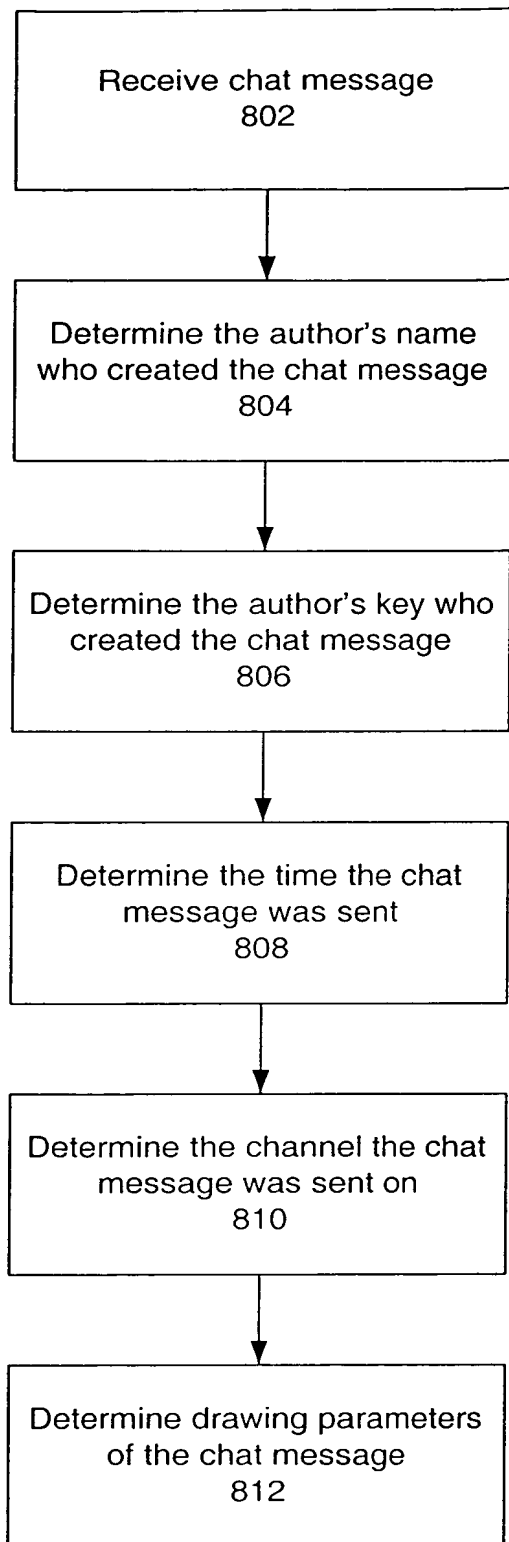 Receive chat message
802
Determine the author's name
who created the chat message
804
Determine the author's key who
created the chat message
806
Determine the time the chat
message was sent
808
Determine the channel the chat
message was sent on
810
Determine drawing parameters
of the chat message
812